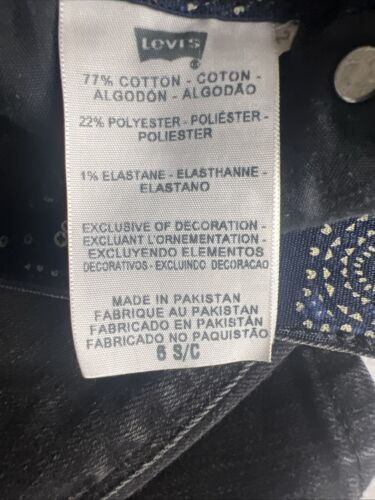 Levi's
®
77% COTTON - COTON -
ALGODÓN - ALGODÃO
22% POLYESTER - POLIÉSTER -
POLIESTER
1% ELASTANE - ELASTHANNE -
ELASTANO
EXCLUSIVE OF DECORATION -
EXCLUANT L'ORNEMENTATION -
EXCLUYENDO ELEMENTOS
DECORATIVOS - EXCLUINDO DECORACAO
MADE IN PAKISTAN
FABRIQUE AU PAKISTAN
FABRICADO EN PAKISTAN
FABRICADO NO PAQUISTÃO
6 S/C